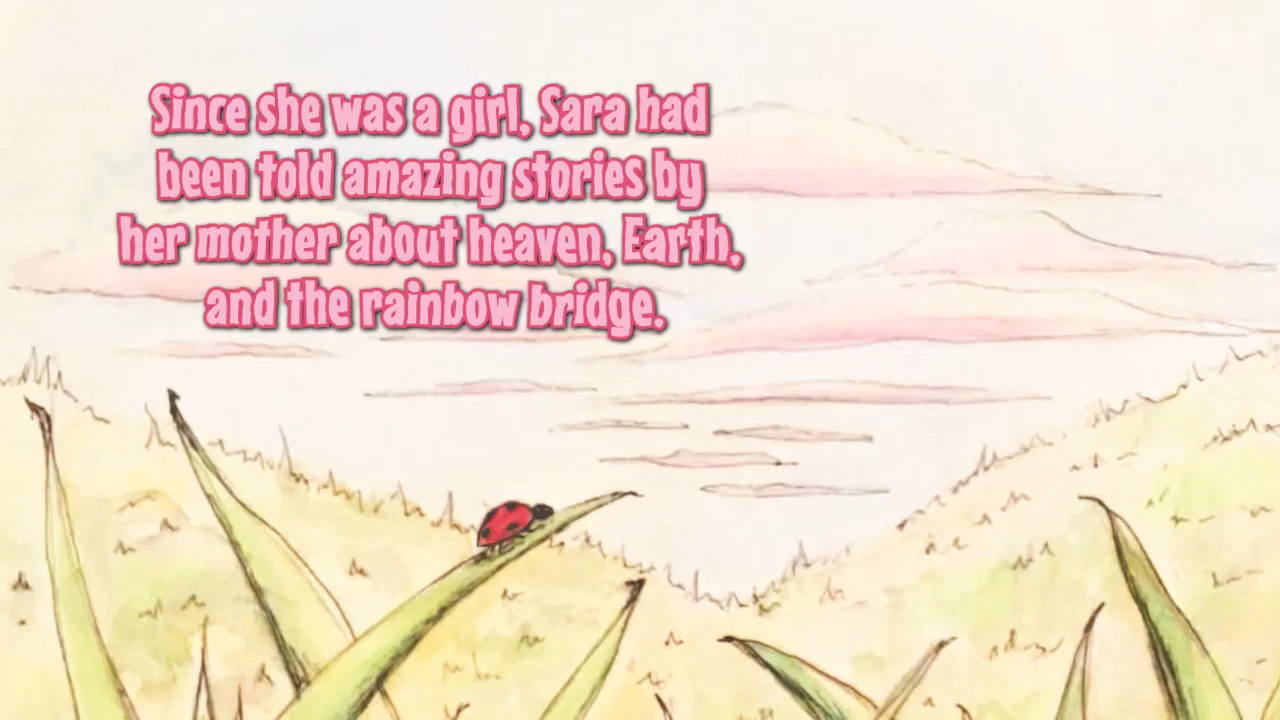 Since she was a girl, Sara had
been told amazing stories by
her mother about heaven, Earth,
and the rainbow bridge.